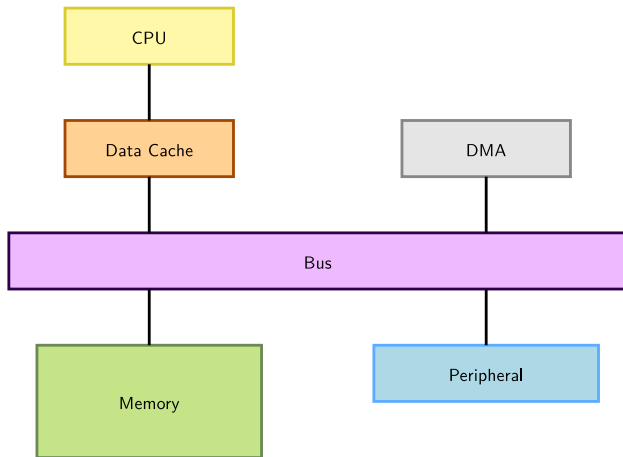 CPU
Data Cache
DMA
Bus
Peripheral
Memory